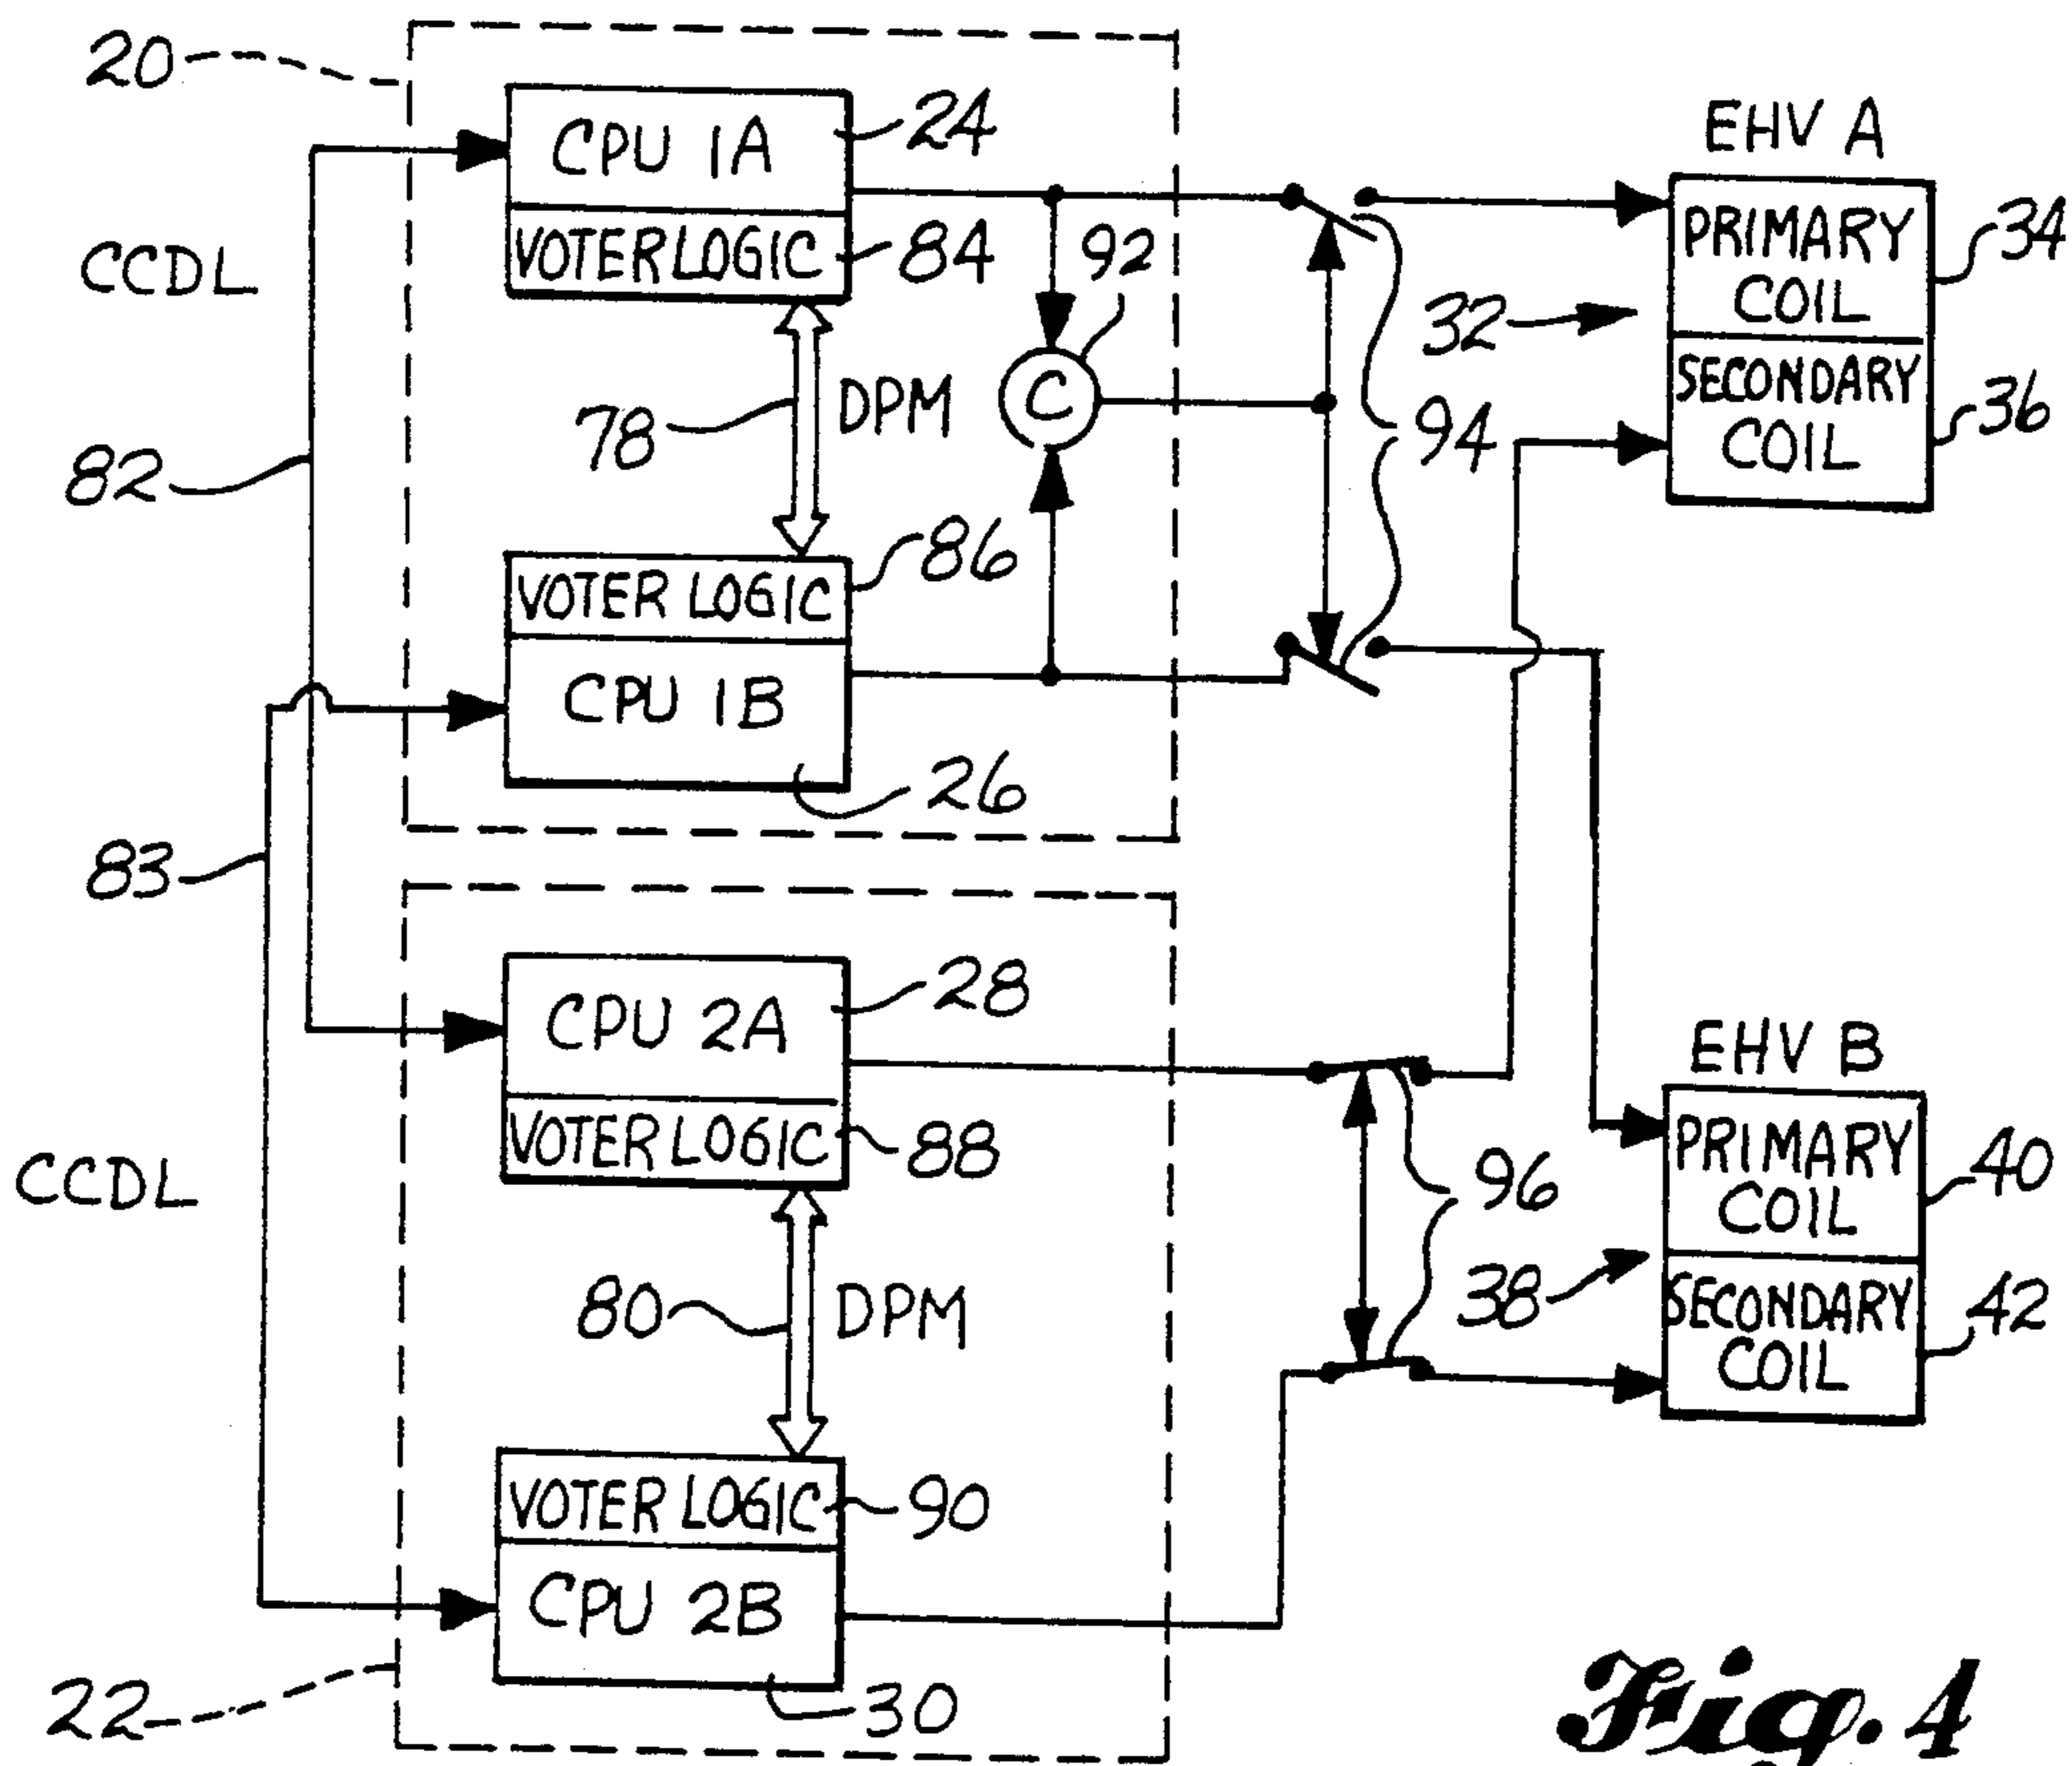 20
CPU 1A
24
EHV A
CCDL
VOTER LOGIC
84
92
PRIMARY
COIL
34
32
78
DPM
C
94
SECONDARY
COIL
36
82
VOTER LOGIC
86
CPU 1B
26
83
CPU 2A
28
EHV B
CCDL
VOTER LOGIC
88
96
PRIMARY
COIL
40
80
DPM
38
SECONDARY
COIL
42
VOTER LOGIC
90
CPU 2B
22
30
Fig. 4